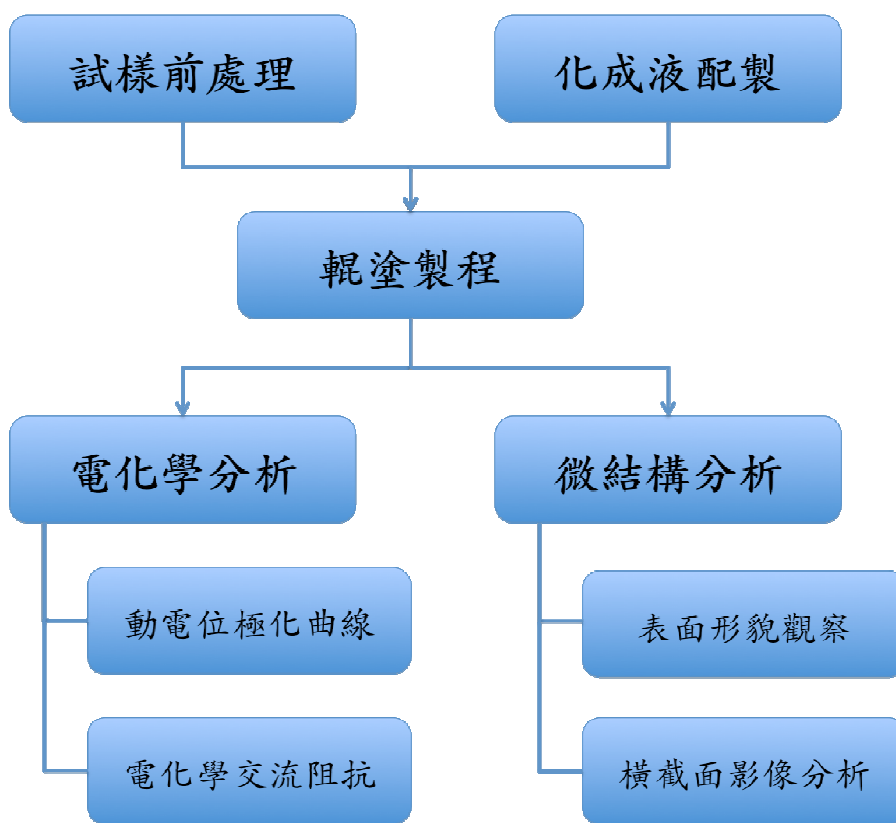 試樣前處理
化成液配製
輥塗製程
電化學分析
微結構分析
動電位極化曲線
表面形貌觀察
電化學交流阻抗
橫截面影像分析